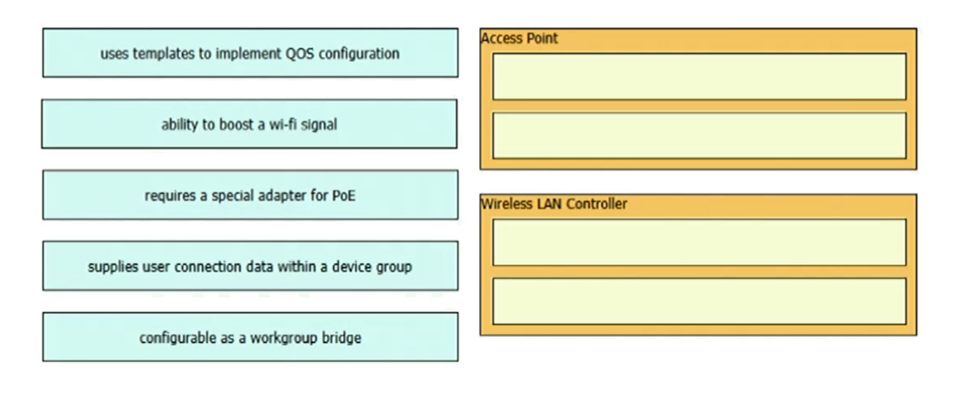 uses templates to implement QOS configuration
ability to boost a wi-fi signal
requires a special adapter for PoE
supplies user connection data within a device group
configurable as a workgroup bridge
Access Point
Wireless LAN Controller